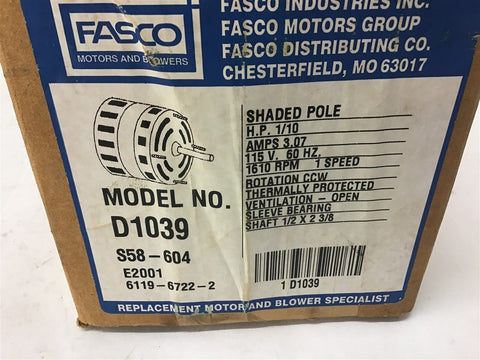 FASCO
MOTORS AND BLOWERS
FASCO INDUSTRIES INC.
FASCO MOTORS GROUP
FASCO DISTRIBUTING CO.
CHESTERFIELD, MO 63017
MODEL NO.
D1039
S58-604
E2001
6119-6722-2
SHADED POLE
H.P. 1/10
AMPS 3.07
115 V. 60 HZ.
1610 RPM 1 SPEED
ROTATION CCW
THERMALLY PROTECTED
VENTILATION - OPEN
SLEEVE BEARING
SHAFT 1/2 X 2 3/8
1 D1039
REPLACEMENT MOTOR AND BLOWER SPECIALIST